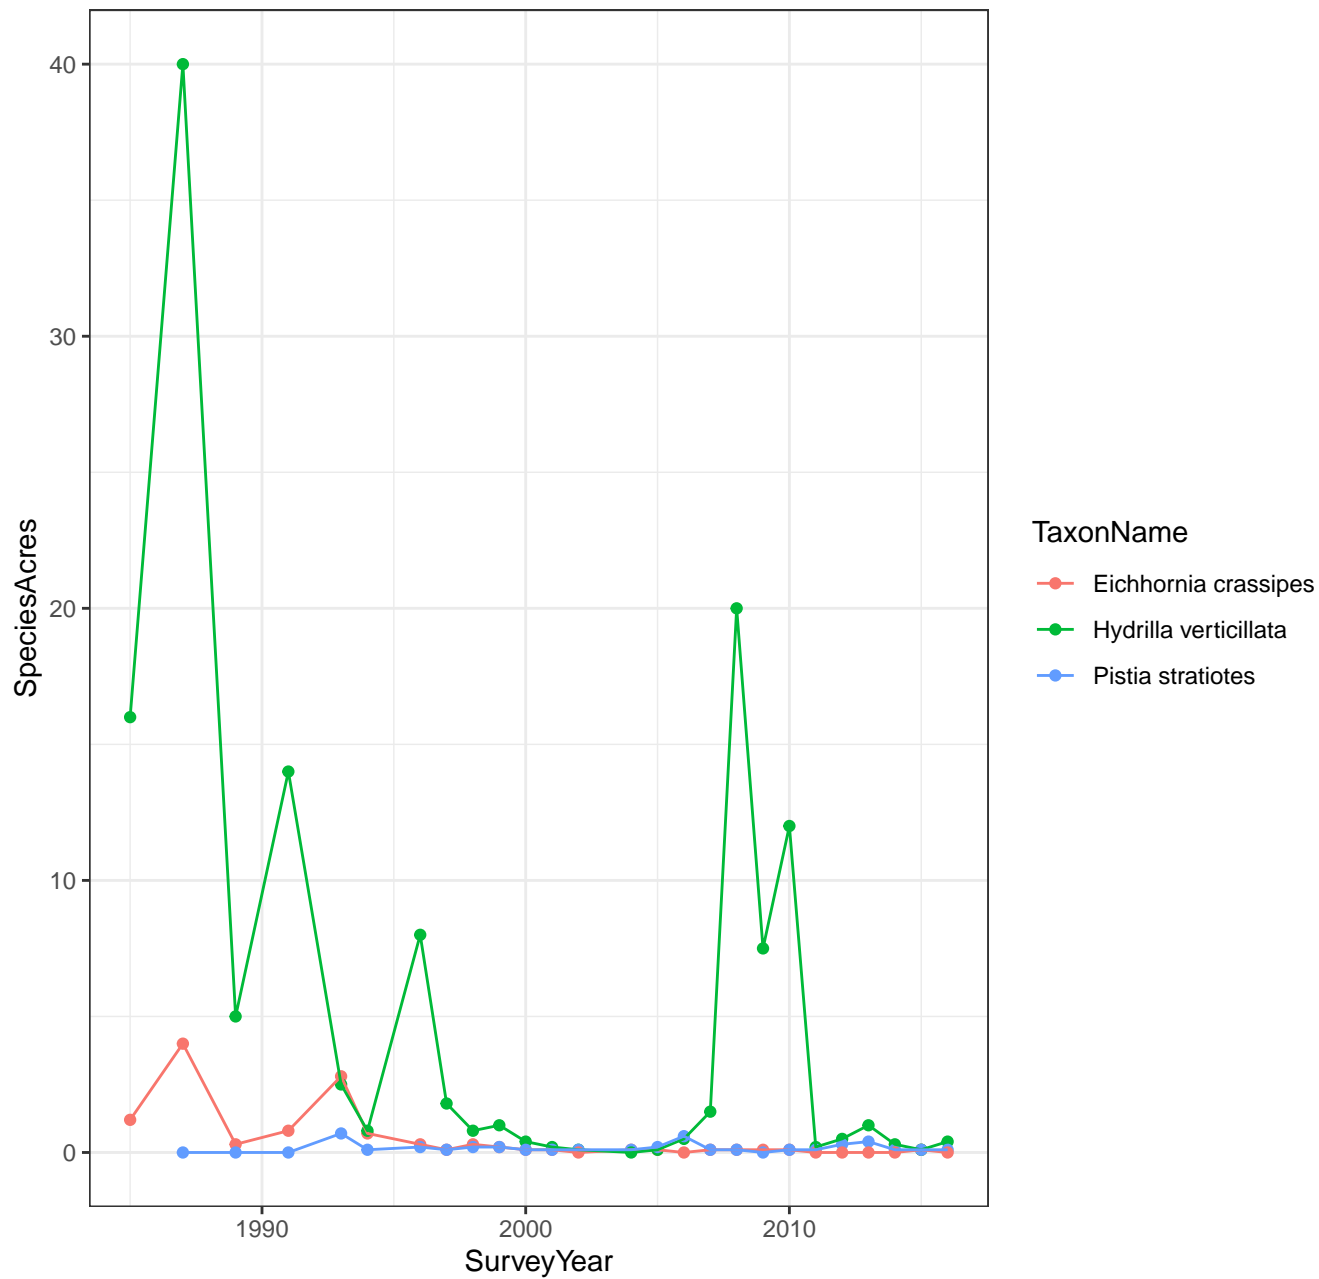 40
30
20
10
0
SpeciesAcres
1990
2000
2010
SurveyYear
TaxonName
Eichhornia crassipes
Hydrilla verticillata
Pistia stratiotes